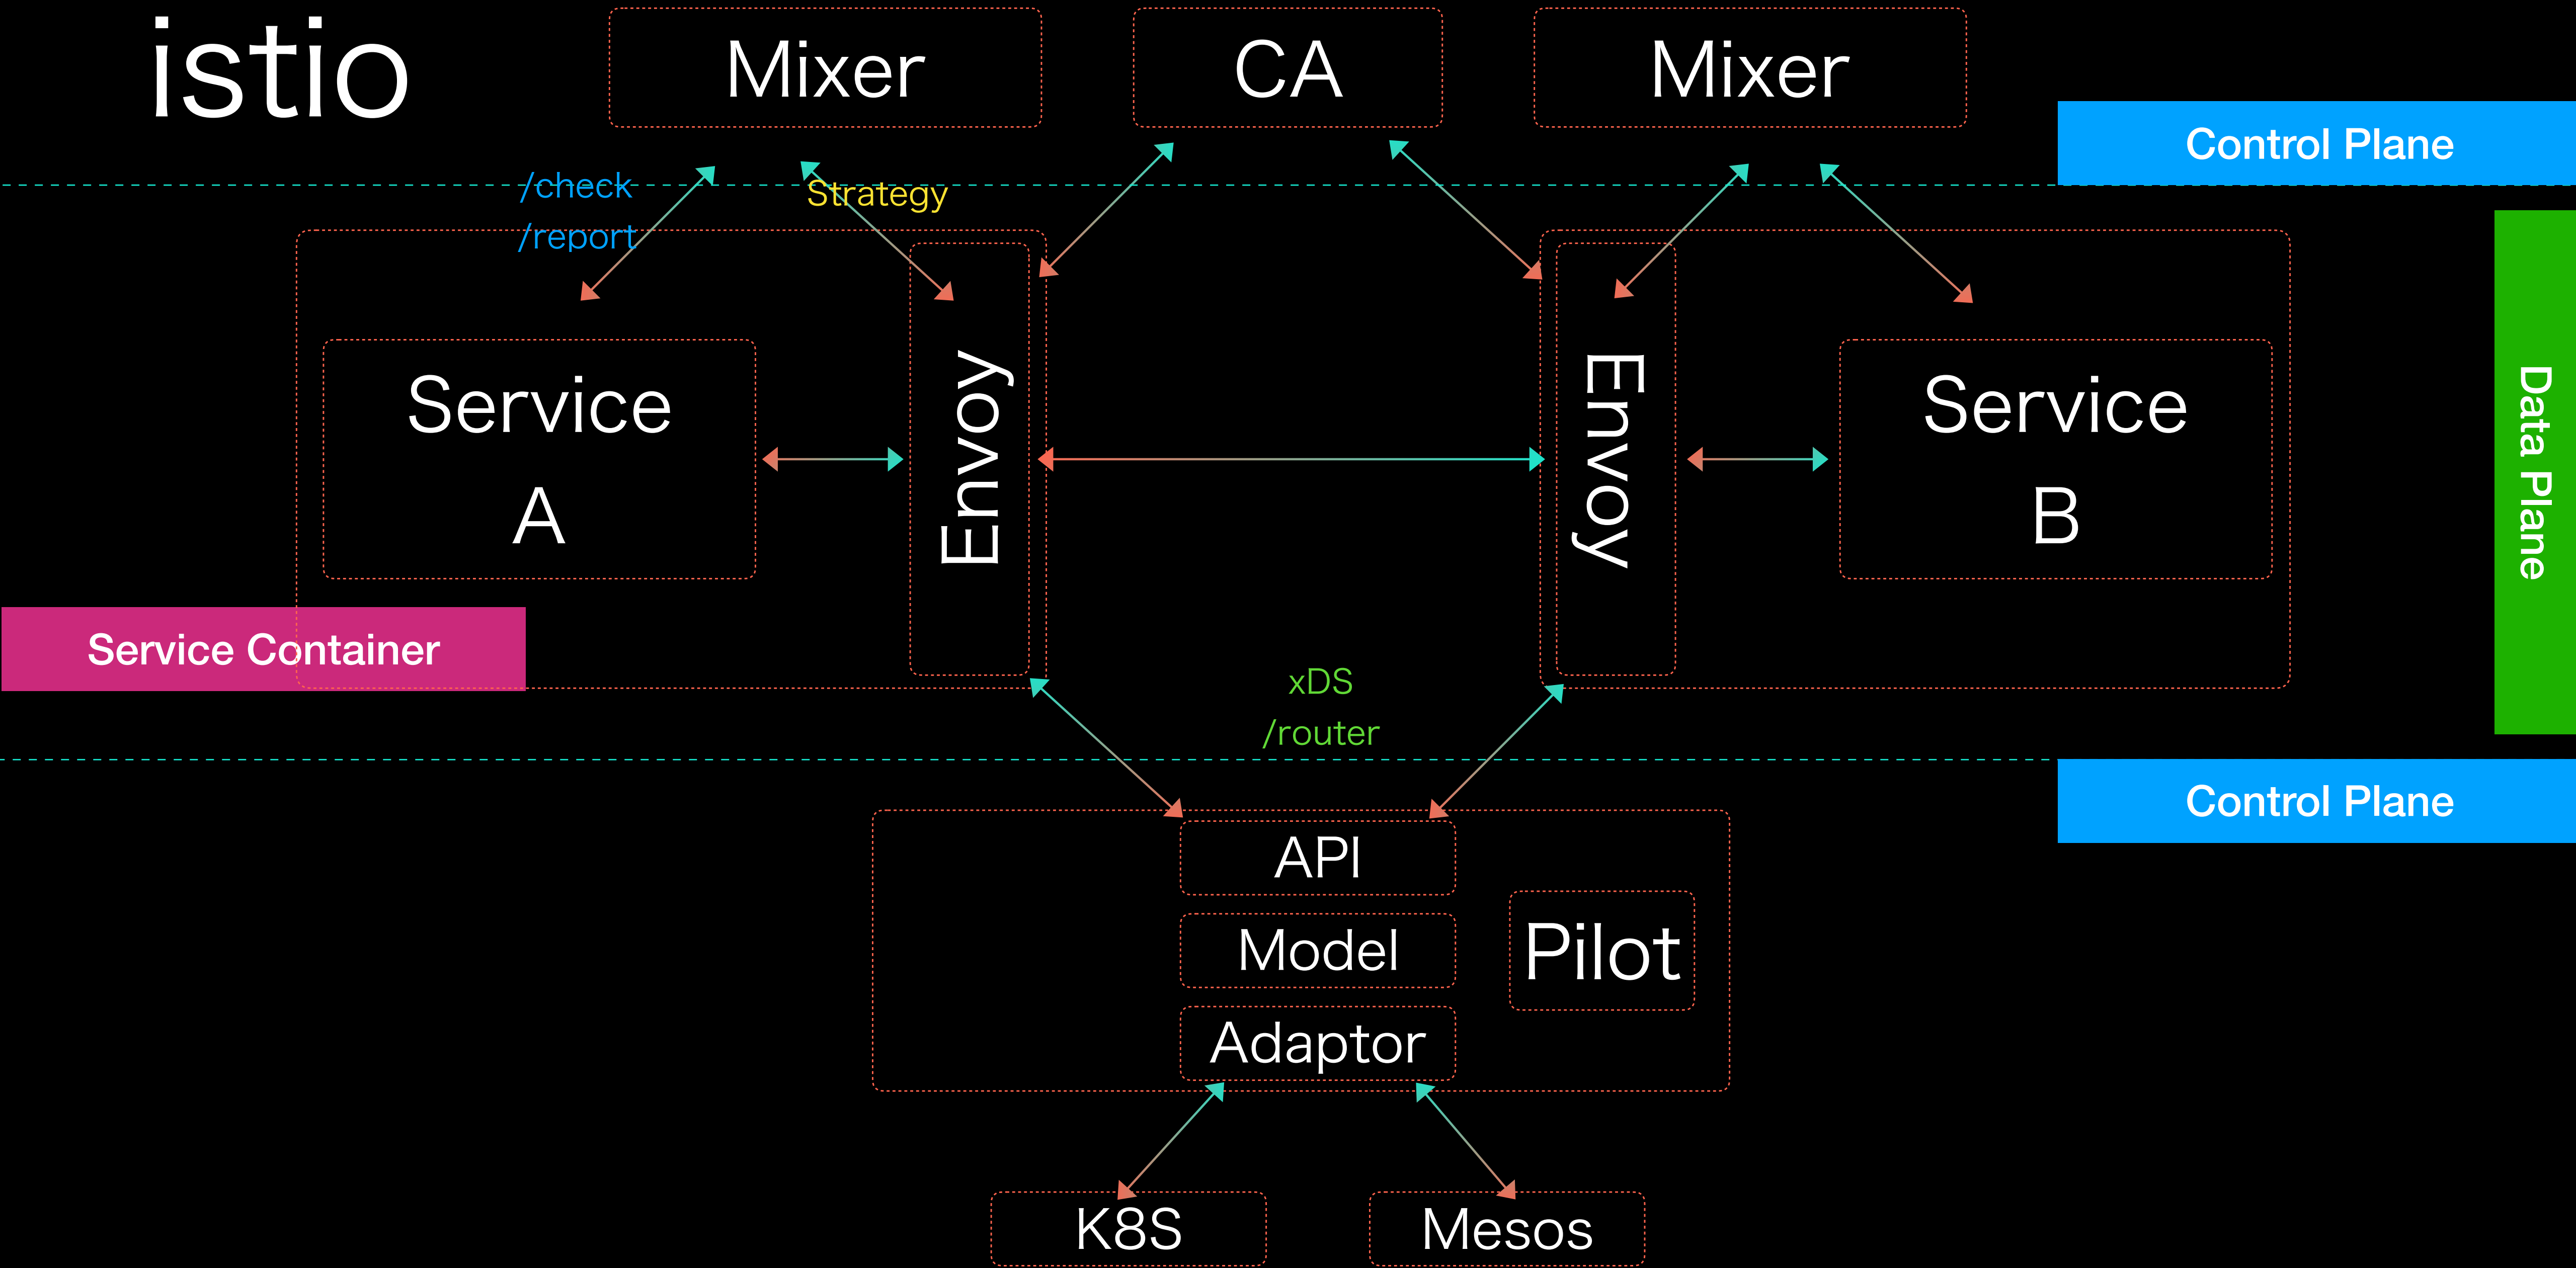 istio
Mixer
CA
Mixer
Control Plane
/check
/report
Strategy
Service
A
Envoy
Envoy
Service
B
Data Plane
Service Container
xDS
/router
Control Plane
API
Model
Pilot
Adaptor
K8S
Mesos